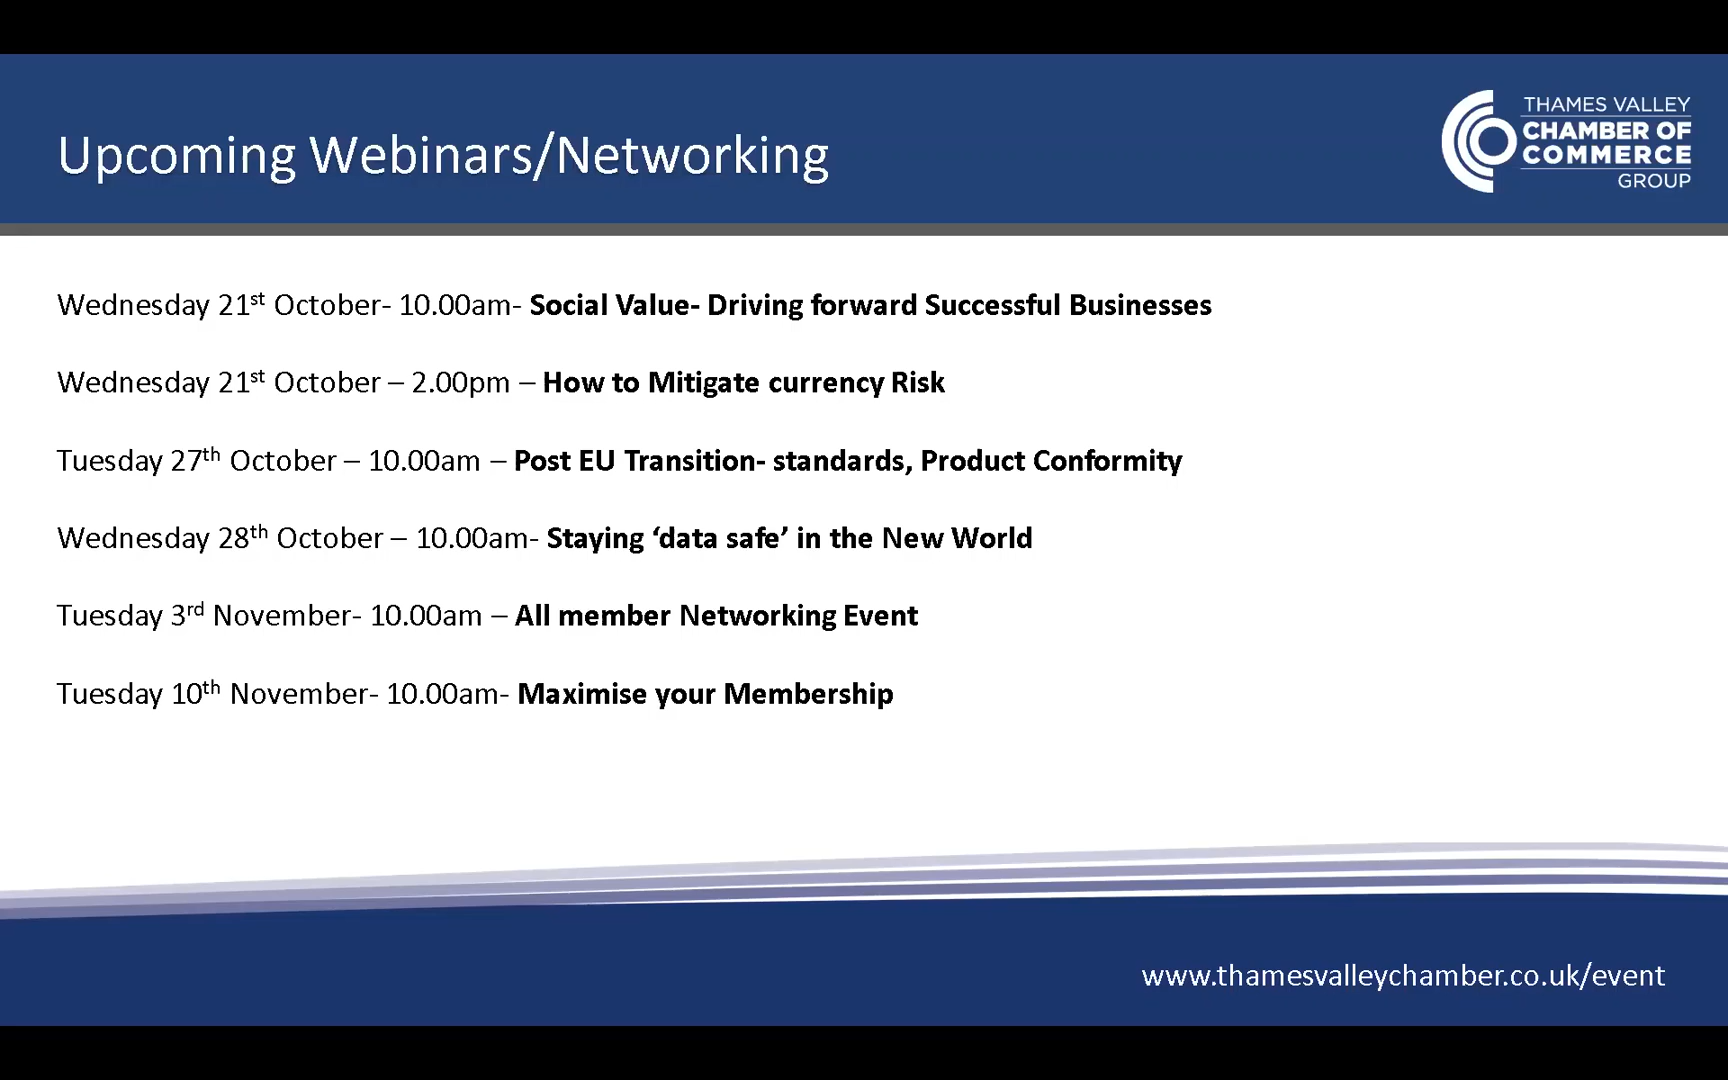 Upcoming Webinars/Networking
THAMES VALLEY
CHAMBER OF
COMMERCE
GROUP
Wednesday 21st October- 10.00am- Social Value- Driving forward Successful Businesses
Wednesday 21st October – 2.00pm – How to Mitigate currency Risk
Tuesday 27th October – 10.00am – Post EU Transition- standards, Product Conformity
Wednesday 28th October – 10.00am- Staying ‘data safe’ in the New World
Tuesday 3rd November- 10.00am – All member Networking Event
Tuesday 10th November- 10.00am- Maximise your Membership
www.thamesvalleychamber.co.uk/event